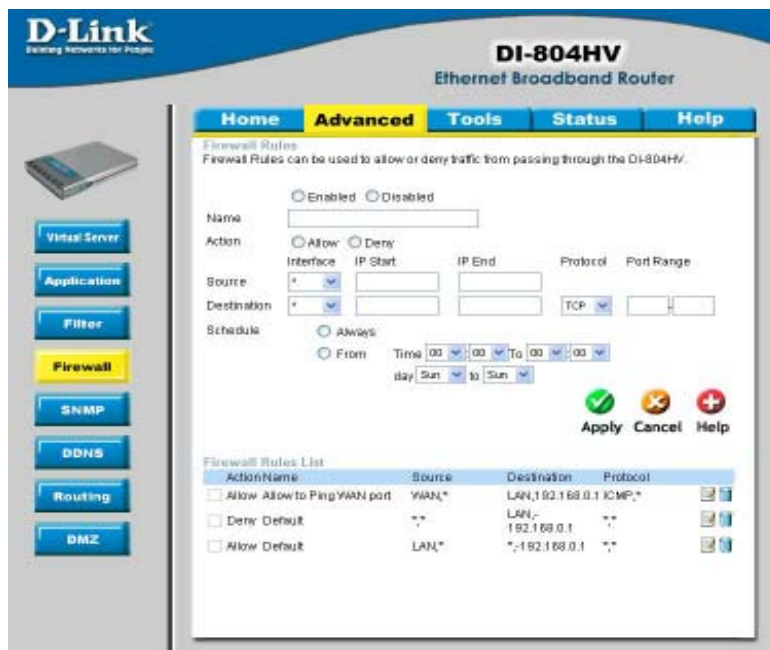 D-Link
Building Networks for People
DI-804HV
Ethernet Broadband Router
Home Advanced Tools Status Help
Virtual Server
Application
Filter
Firewall
SNMP
DDNS
Routing
DMZ
Firewall Rules
Firewall Rules can be used to allow or deny traffic from passing through the DI-804HV.
Enabled Disabled
Name
Action Allow Deny
Interface IP Start IP End Protocol Port Range
Source *
Destination * TCP -
Schedule Always
From Time 00 : 00 To 00 : 00
day Sun to Sun
Apply Cancel Help
Firewall Rules List
Action Name Source Destination Protocol
Allow Allow to Ping WAN port WAN,* LAN,192.168.0.1 ICMP,*
Deny Default *,* LAN,-192.168.0.1 *,*
Allow Default LAN,* *,-192.168.0.1 *,*